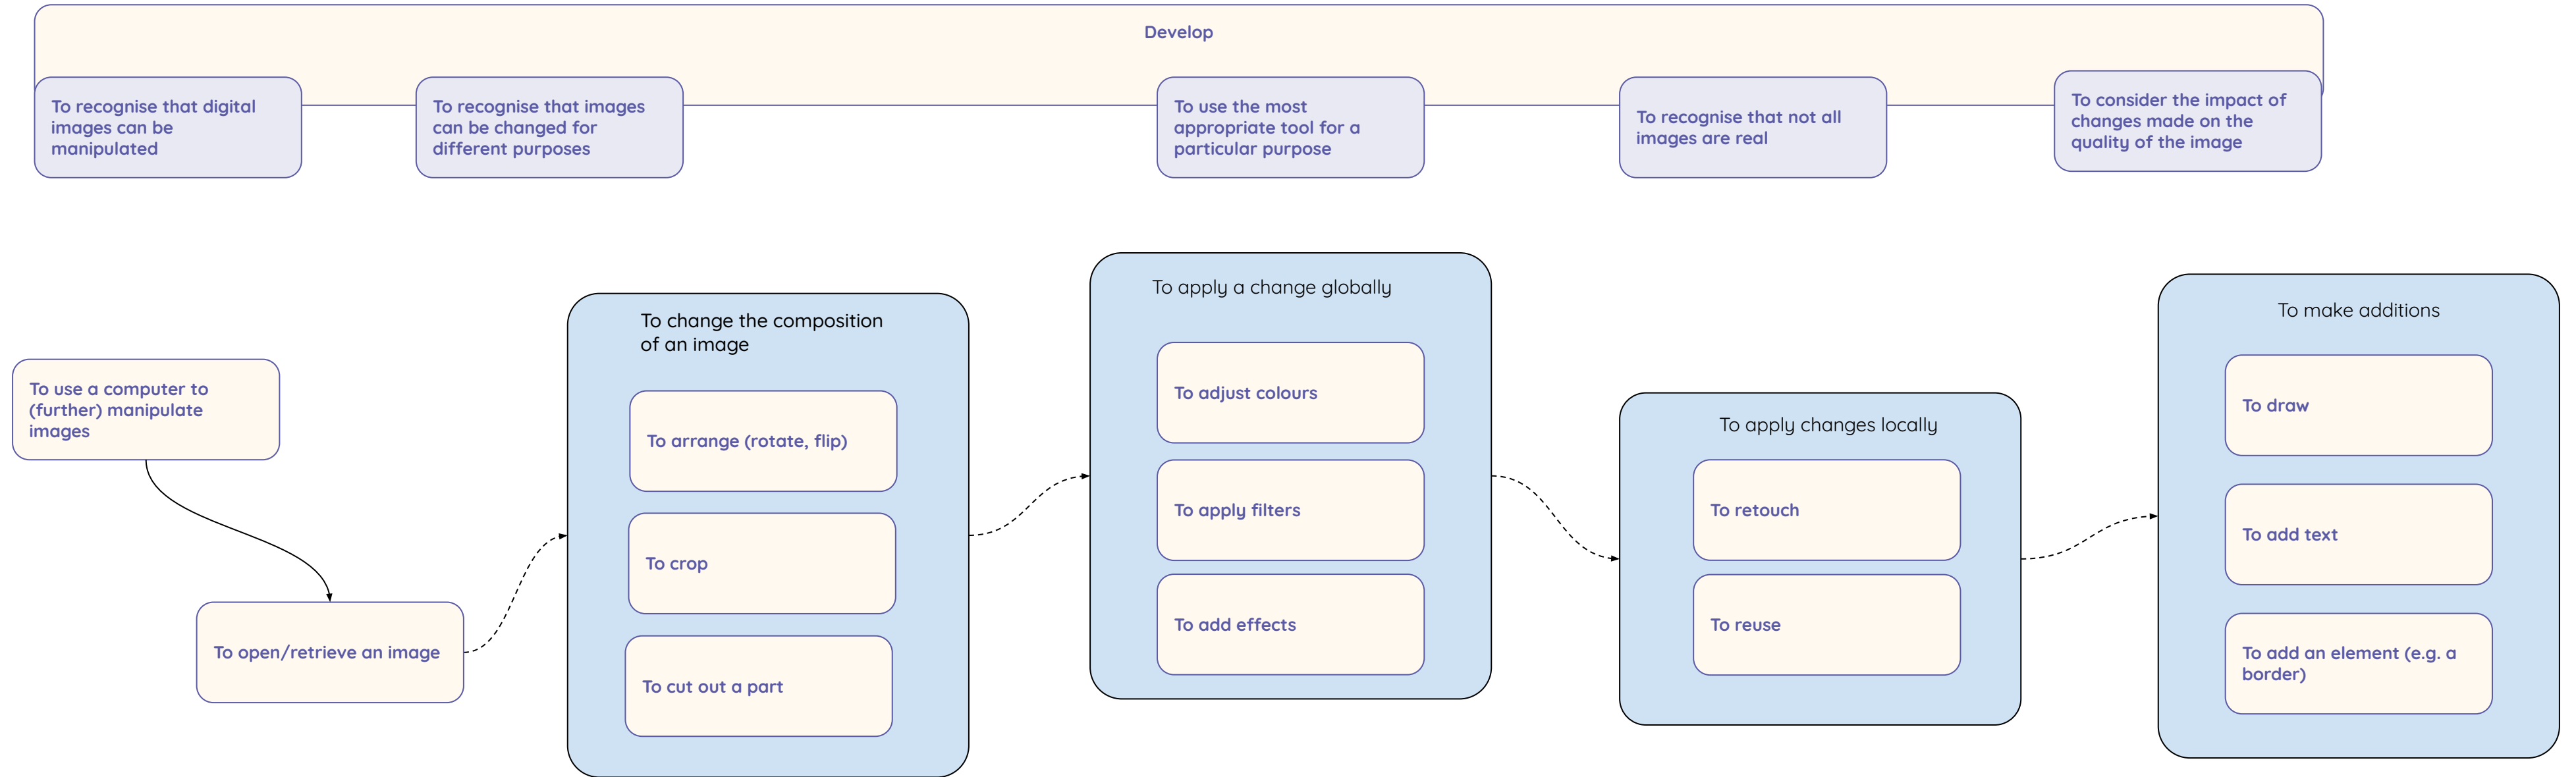 Develop
To recognise that digital
images can be
manipulated
To recognise that images
can be changed for
different purposes
To use the most
appropriate tool for a
particular purpose
To recognise that not all
images are real
To consider the impact of
changes made on the
quality of the image
To use a computer to
(further) manipulate
images
To open/retrieve an image
To change the composition
of an image
To arrange (rotate, flip)
To crop
To cut out a part
To apply a change globally
To adjust colours
To apply filters
To add effects
To apply changes locally
To retouch
To reuse
To make additions
To draw
To add text
To add an element (e.g. a
border)